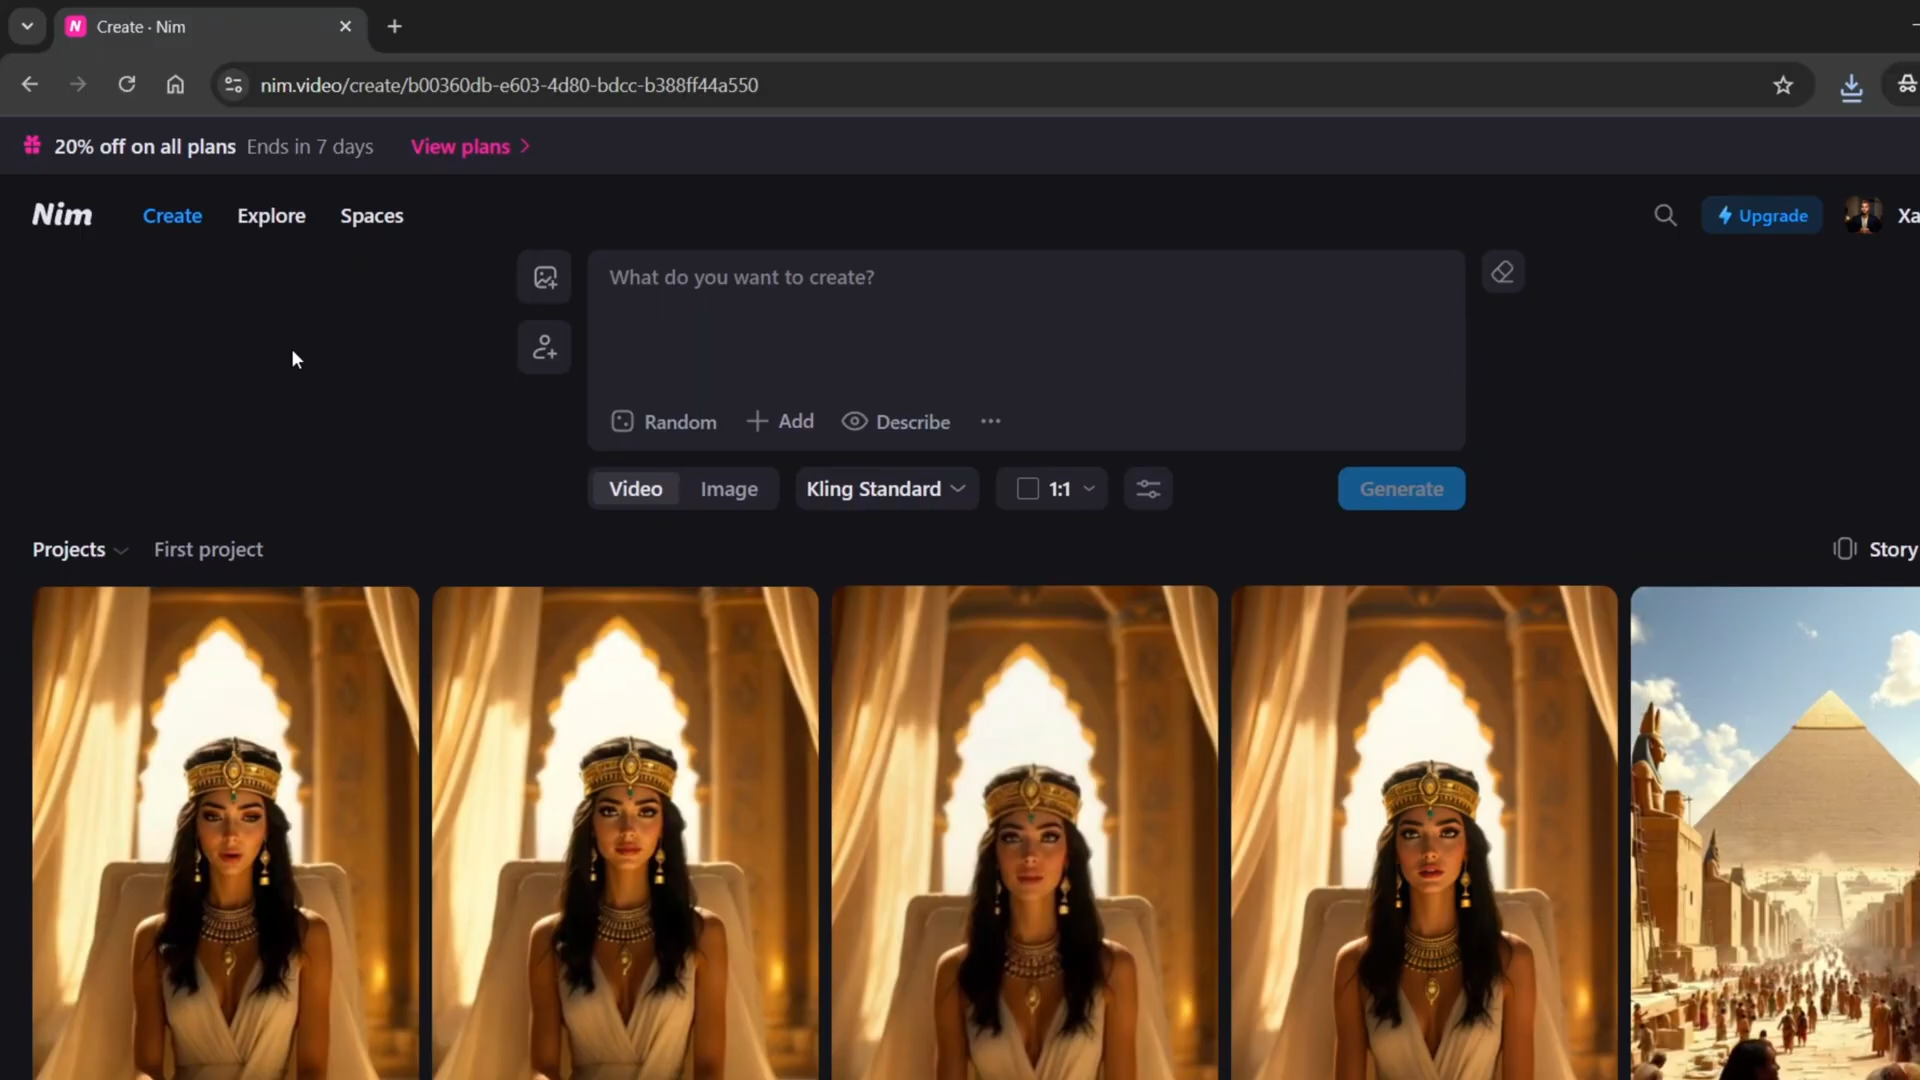 Create · Nim
nim.video/create/b00360db-e603-4d80-bdcc-b388ff44a550
20% off on all plans Ends in 7 days View plans
Nim Create Explore Spaces Upgrade Xa
What do you want to create?
Random Add Describe
Video Image Kling Standard 1:1 Generate
Projects First project Story